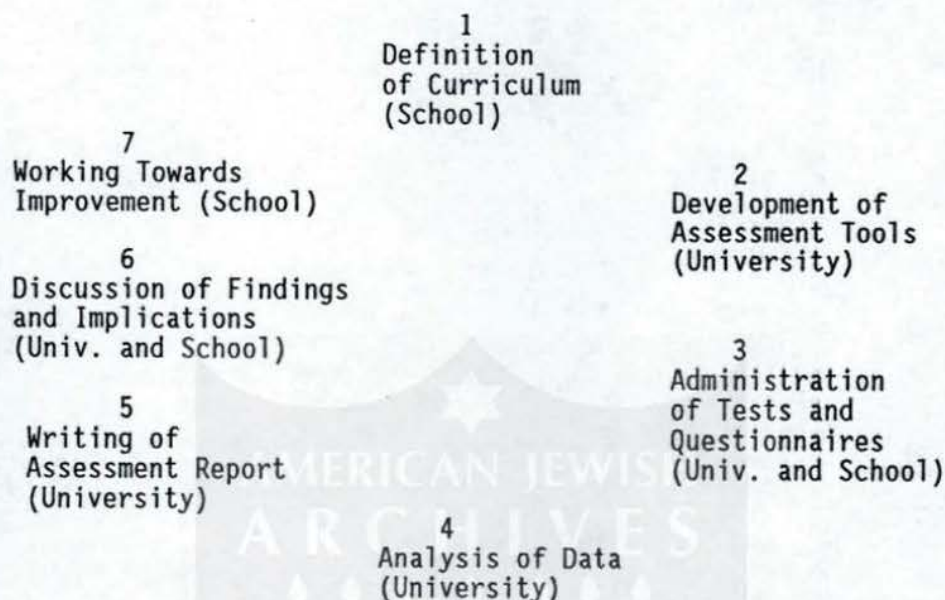 1
Definition
of Curriculum
(School)
2
Development of
Assessment Tools
(University)
3
Administration
of Tests and
Questionnaires
(Univ. and School)
4
Analysis of Data
(University)
5
Writing of
Assessment Report
(University)
6
Discussion of Findings
and Implications
(Univ. and School)
7
Working Towards
Improvement (School)
AMERICAN JEWISH
ARCHIVES